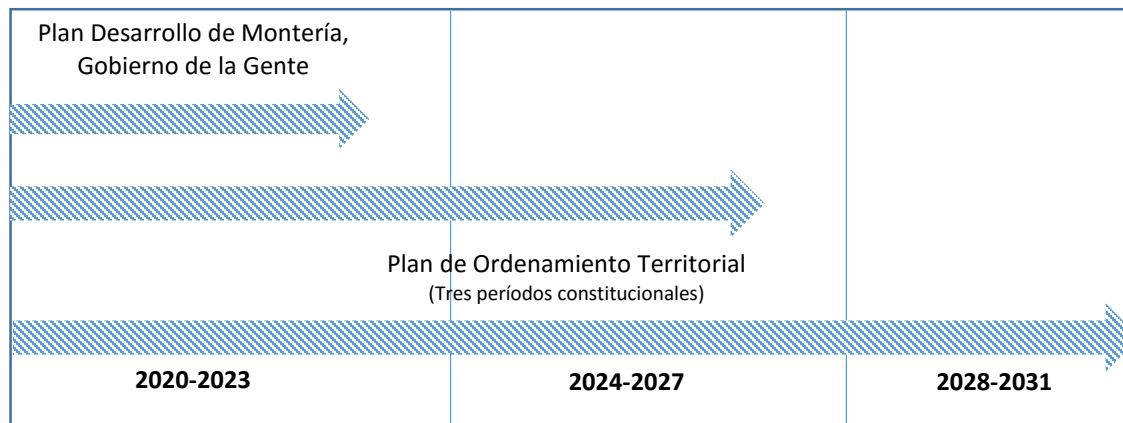 Plan Desarrollo de Montería,
Gobierno de la Gente
Plan de Ordenamiento Territorial
(Tres períodos constitucionales)
2020-2023
2024-2027
2028-2031